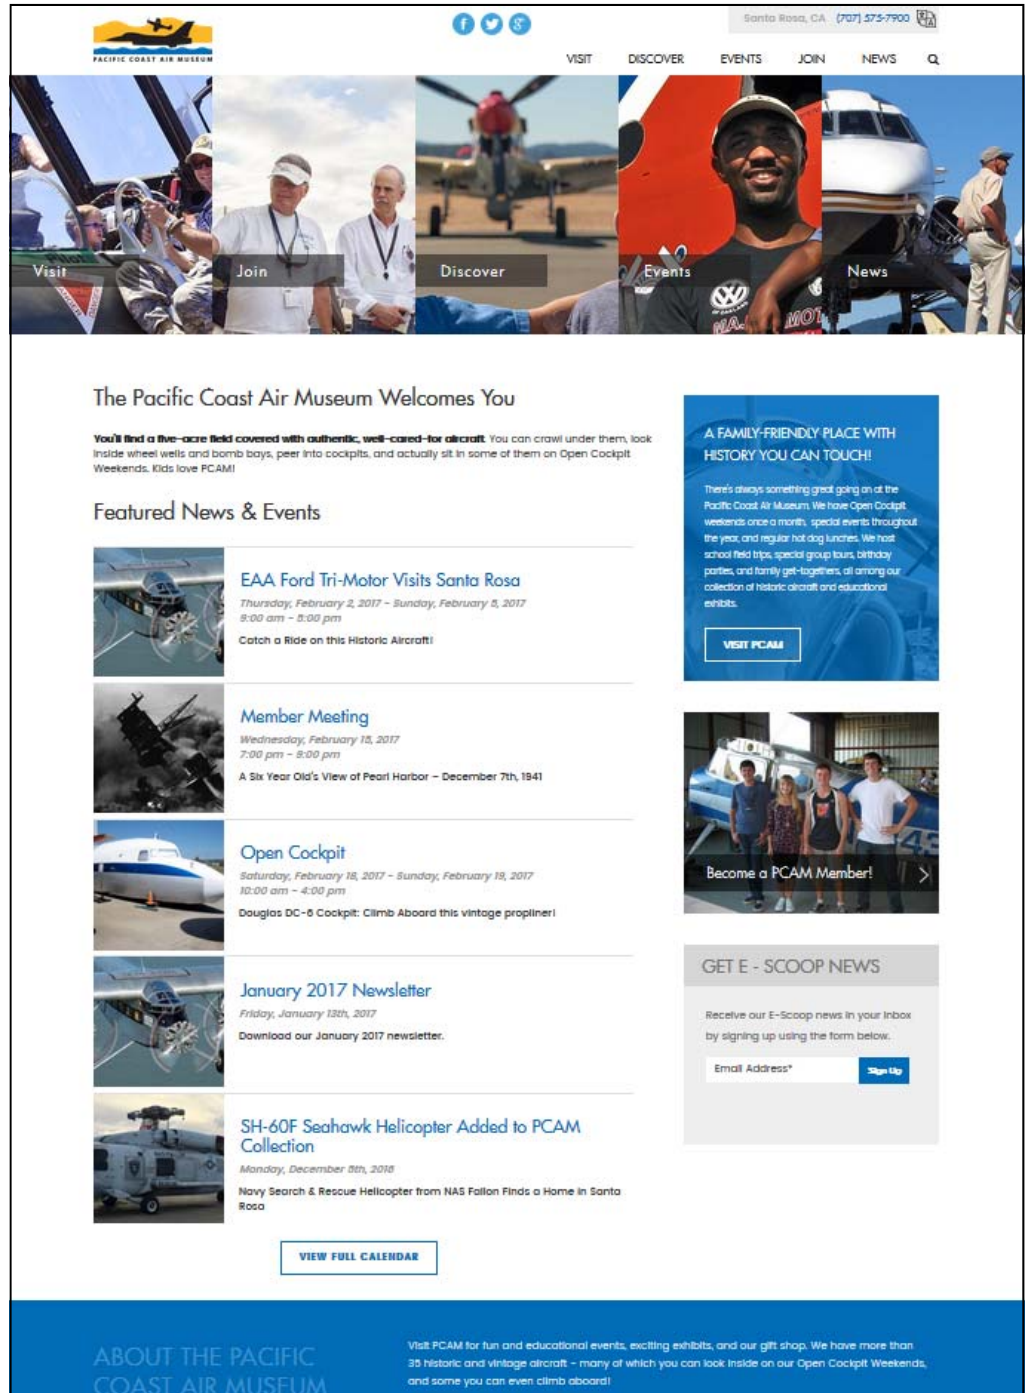 PACIFIC COAST AIR MUSEUM
Santa Rosa, CA (707) 575-7900
VISIT DISCOVER EVENTS JOIN NEWS
Visit
Join
Discover
Events
News
Pilot
The Pacific Coast Air Museum Welcomes You
You'll find a five-acre field covered with authentic, well-cared-for aircraft. You can crawl under them, look
inside wheel wells and bomb bays, peer into cockpits, and actually sit in some of them on Open Cockpit
Weekends. Kids love PCAM!
Featured News & Events
EAA Ford Tri-Motor Visits Santa Rosa
Thursday, February 2, 2017 - Sunday, February 5, 2017
9:00 am - 5:00 pm
Catch a Ride on this Historic Aircraft!
Member Meeting
Wednesday, February 15, 2017
7:00 pm - 9:00 pm
A Six Year Old's View of Pearl Harbor – December 7th, 1941
Open Cockpit
Saturday, February 18, 2017 - Sunday, February 19, 2017
10:00 am - 4:00 pm
Douglas DC-6 Cockpit: Climb Aboard this vintage propliner!
January 2017 Newsletter
Friday, January 13th, 2017
Download our January 2017 newsletter.
SH-60F Seahawk Helicopter Added to PCAM
Collection
Monday, December 5th, 2016
Navy Search & Rescue Helicopter from NAS Fallon Finds a Home in Santa
Rosa
VIEW FULL CALENDAR
A FAMILY-FRIENDLY PLACE WITH
HISTORY YOU CAN TOUCH!
There's always something great going on at the
Pacific Coast Air Museum. We have Open Cockpit
weekends once a month, special events throughout
the year, and regular hot dog lunches. We host
school field trips, special group tours, birthday
parties, and family get-togethers, all among our
collection of historic aircraft and educational
exhibits.
VISIT PCAM
Become a PCAM Member!
GET E - SCOOP NEWS
Receive our E-Scoop news in your inbox
by signing up using the form below.
Email Address*
Sign Up
ABOUT THE PACIFIC
COAST AIR MUSEUM
Visit PCAM for fun and educational events, exciting exhibits, and our gift shop. We have more than
35 historic and vintage aircraft – many of which you can look inside on our Open Cockpit Weekends,
and some you can even climb aboard!